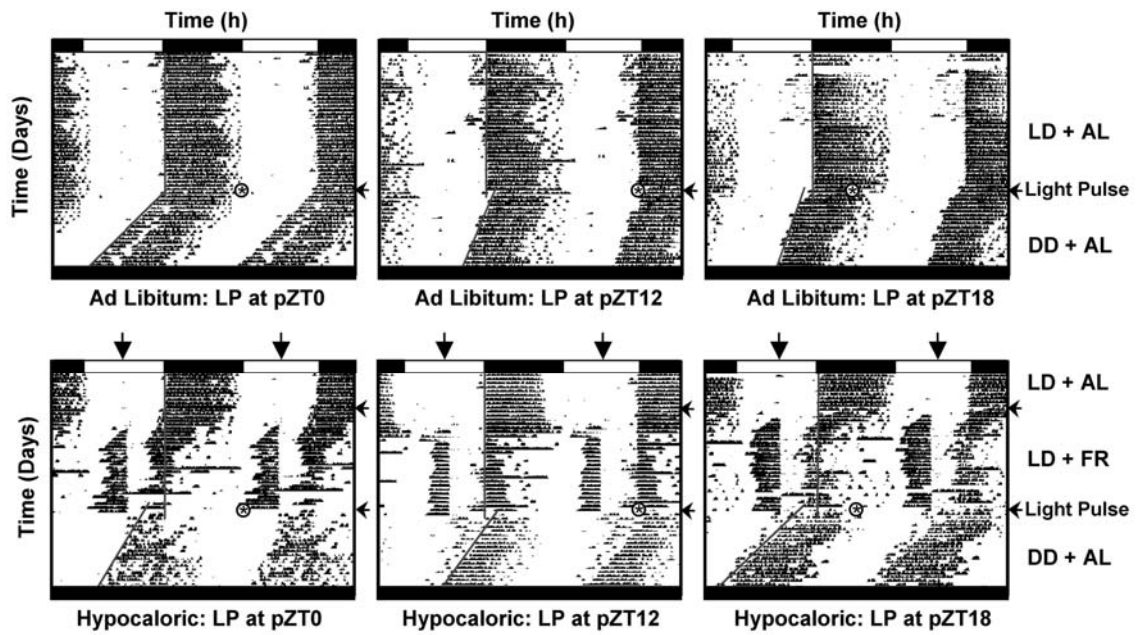 Time (h) Time (h) Time (h)
Time (Days)
LD + AL
Light Pulse
DD + AL
Ad Libitum: LP at pZT0 Ad Libitum: LP at pZT12 Ad Libitum: LP at pZT18
Time (Days)
LD + AL
LD + FR
Light Pulse
DD + AL
Hypocaloric: LP at pZT0 Hypocaloric: LP at pZT12 Hypocaloric: LP at pZT18